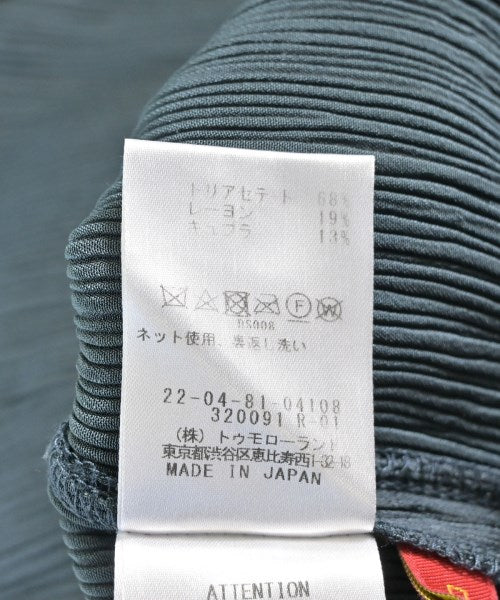 トリアセテート 68%
レーヨン 19%
キュプラ 13%
F W
DS008
ネット使用、裏返し洗い
22-04-81-04108
320091 R-01
(株) トゥモローランド
東京都渋谷区恵比寿西1-32-18
MADE IN JAPAN
ATTENTION